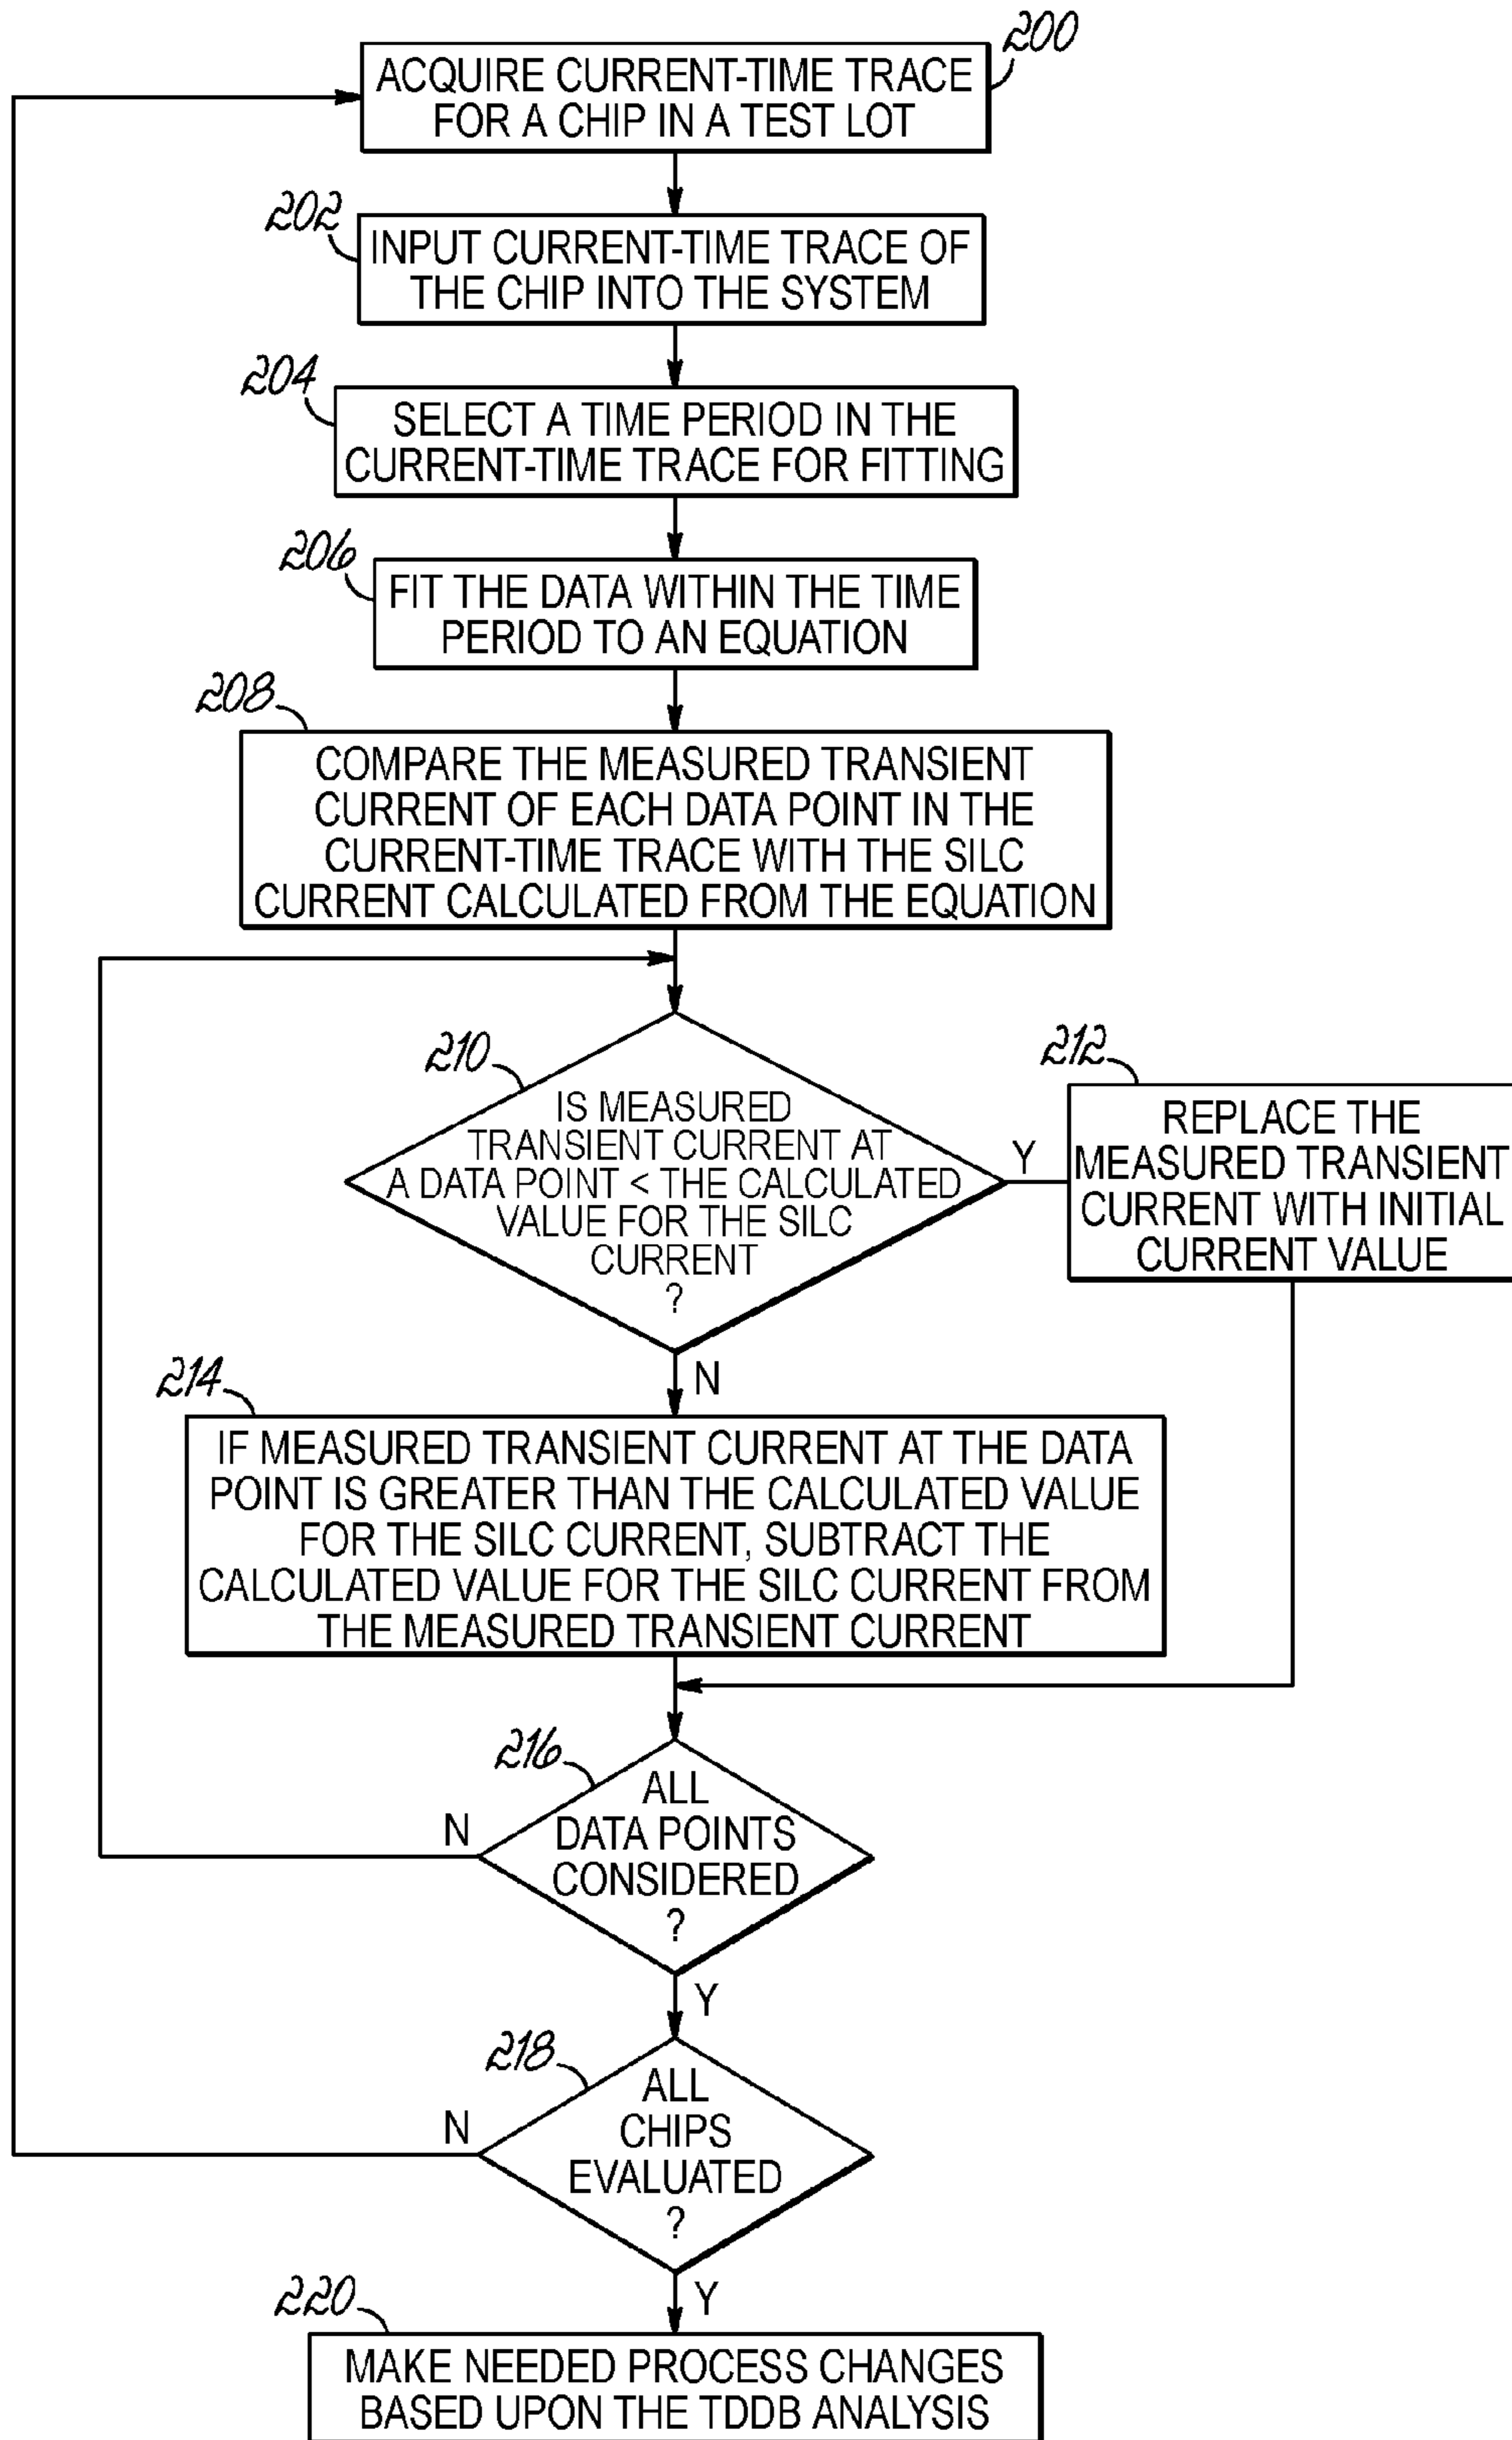 200
ACQUIRE CURRENT-TIME TRACE
FOR A CHIP IN A TEST LOT
202
INPUT CURRENT-TIME TRACE OF
THE CHIP INTO THE SYSTEM
204
SELECT A TIME PERIOD IN THE
CURRENT-TIME TRACE FOR FITTING
206
FIT THE DATA WITHIN THE TIME
PERIOD TO AN EQUATION
208
COMPARE THE MEASURED TRANSIENT
CURRENT OF EACH DATA POINT IN THE
CURRENT-TIME TRACE WITH THE SILC
CURRENT CALCULATED FROM THE EQUATION
210
IS MEASURED
TRANSIENT CURRENT AT
A DATA POINT < THE CALCULATED
VALUE FOR THE SILC
CURRENT
?
Y
212
REPLACE THE
MEASURED TRANSIENT
CURRENT WITH INITIAL
CURRENT VALUE
N
214
IF MEASURED TRANSIENT CURRENT AT THE DATA
POINT IS GREATER THAN THE CALCULATED VALUE
FOR THE SILC CURRENT, SUBTRACT THE
CALCULATED VALUE FOR THE SILC CURRENT FROM
THE MEASURED TRANSIENT CURRENT
216
ALL
DATA POINTS
CONSIDERED
?
N
Y
218
ALL
CHIPS
EVALUATED
?
N
Y
220
MAKE NEEDED PROCESS CHANGES
BASED UPON THE TDDB ANALYSIS